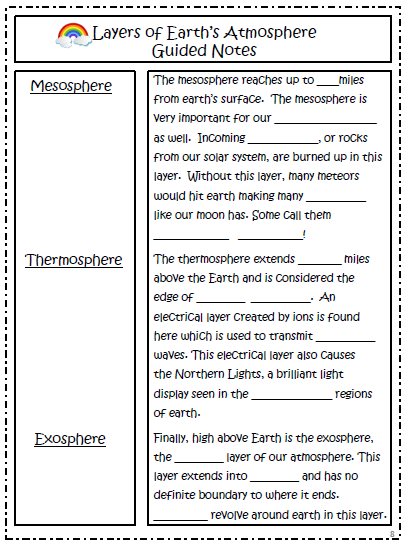 Layers of Earth's Atmosphere
Guided Notes
Mesosphere
The mesosphere reaches up to ____miles
from earth's surface. The mesosphere is
very important for our __________________
as well. Incoming ____________, or rocks
from our solar system, are burned up in this
layer. Without this layer, many meteors
would hit earth making many __________
like our moon has. Some call them
_____________ ___________!
Thermosphere
The thermosphere extends ________ miles
above the Earth and is considered the
edge of _________ ___________. An
electrical layer created by ions is found
here which is used to transmit __________
waves. This electrical layer also causes
the Northern Lights, a brilliant light
display seen in the ______________ regions
of earth.
Exosphere
Finally, high above Earth is the exosphere,
the _________ layer of our atmosphere. This
layer extends into _________ and has no
definite boundary to where it ends.
__________ revolve around earth in this layer.
8